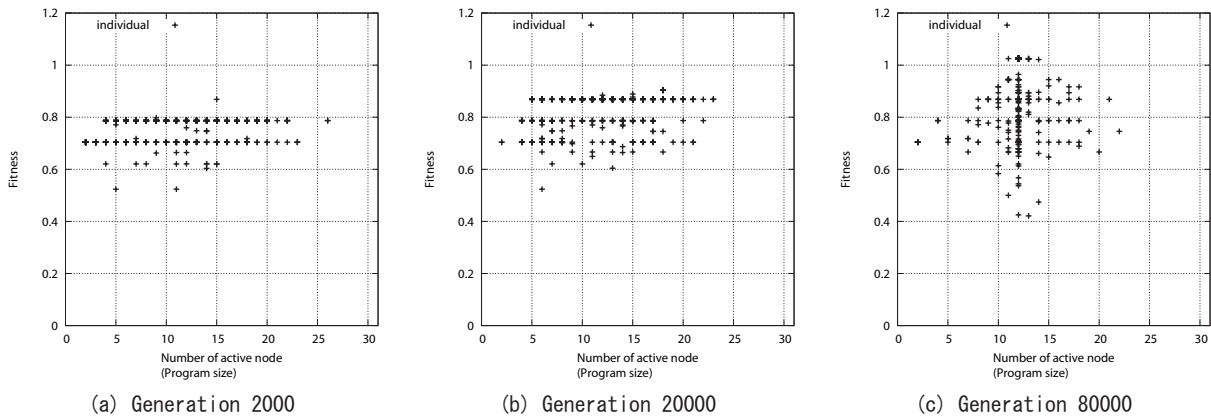 1.2
1
0.8
0.6
0.4
0.2
0
Fitness
individual
0 5 10 15 20 25 30
Number of active node
(Program size)
(a) Generation 2000
1.2
1
0.8
0.6
0.4
0.2
0
Fitness
individual
0 5 10 15 20 25 30
Number of active node
(Program size)
(b) Generation 20000
1.2
1
0.8
0.6
0.4
0.2
0
Fitness
individual
0 5 10 15 20 25 30
Number of active node
(Program size)
(c) Generation 80000